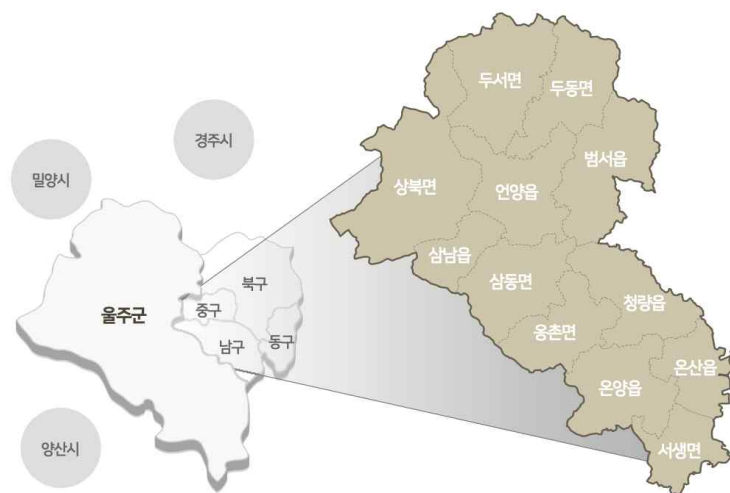 두서면
두동면
경주시
범서읍
밀양시
상북면
언양읍
삼남읍
북구
삼동면
청량읍
울주군
중구
웅촌면
남구
동구
온산읍
온양읍
양산시
서생면